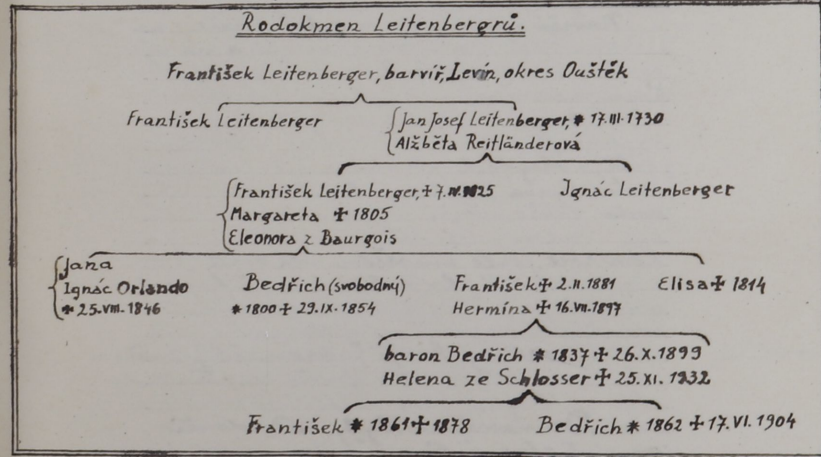 Rodokmen Leitenbergrů.
František Leitenberger, barvíř, Levín, okres Ouštěk
František Leitenberger
Jan Josef Leitenberger, * 17.III.1730
Alžběta Reitländerová
František Leitenberger, + 7.IV.1825
Margareta + 1805
Eleonora z Baurgois
Ignác Leitenberger
Jana
Ignác Orlando
+ 25.VIII.1846
Bedřich (svobodný)
* 1800 + 29.IX.1854
František + 2.II.1881
Hermína + 16.VII.1897
Elisa + 1814
baron Bedřich * 1837 + 26.X.1899
Helena ze Schlosser + 25.XI.1932
František * 1861 + 1878
Bedřich * 1862 + 17.VI.1904